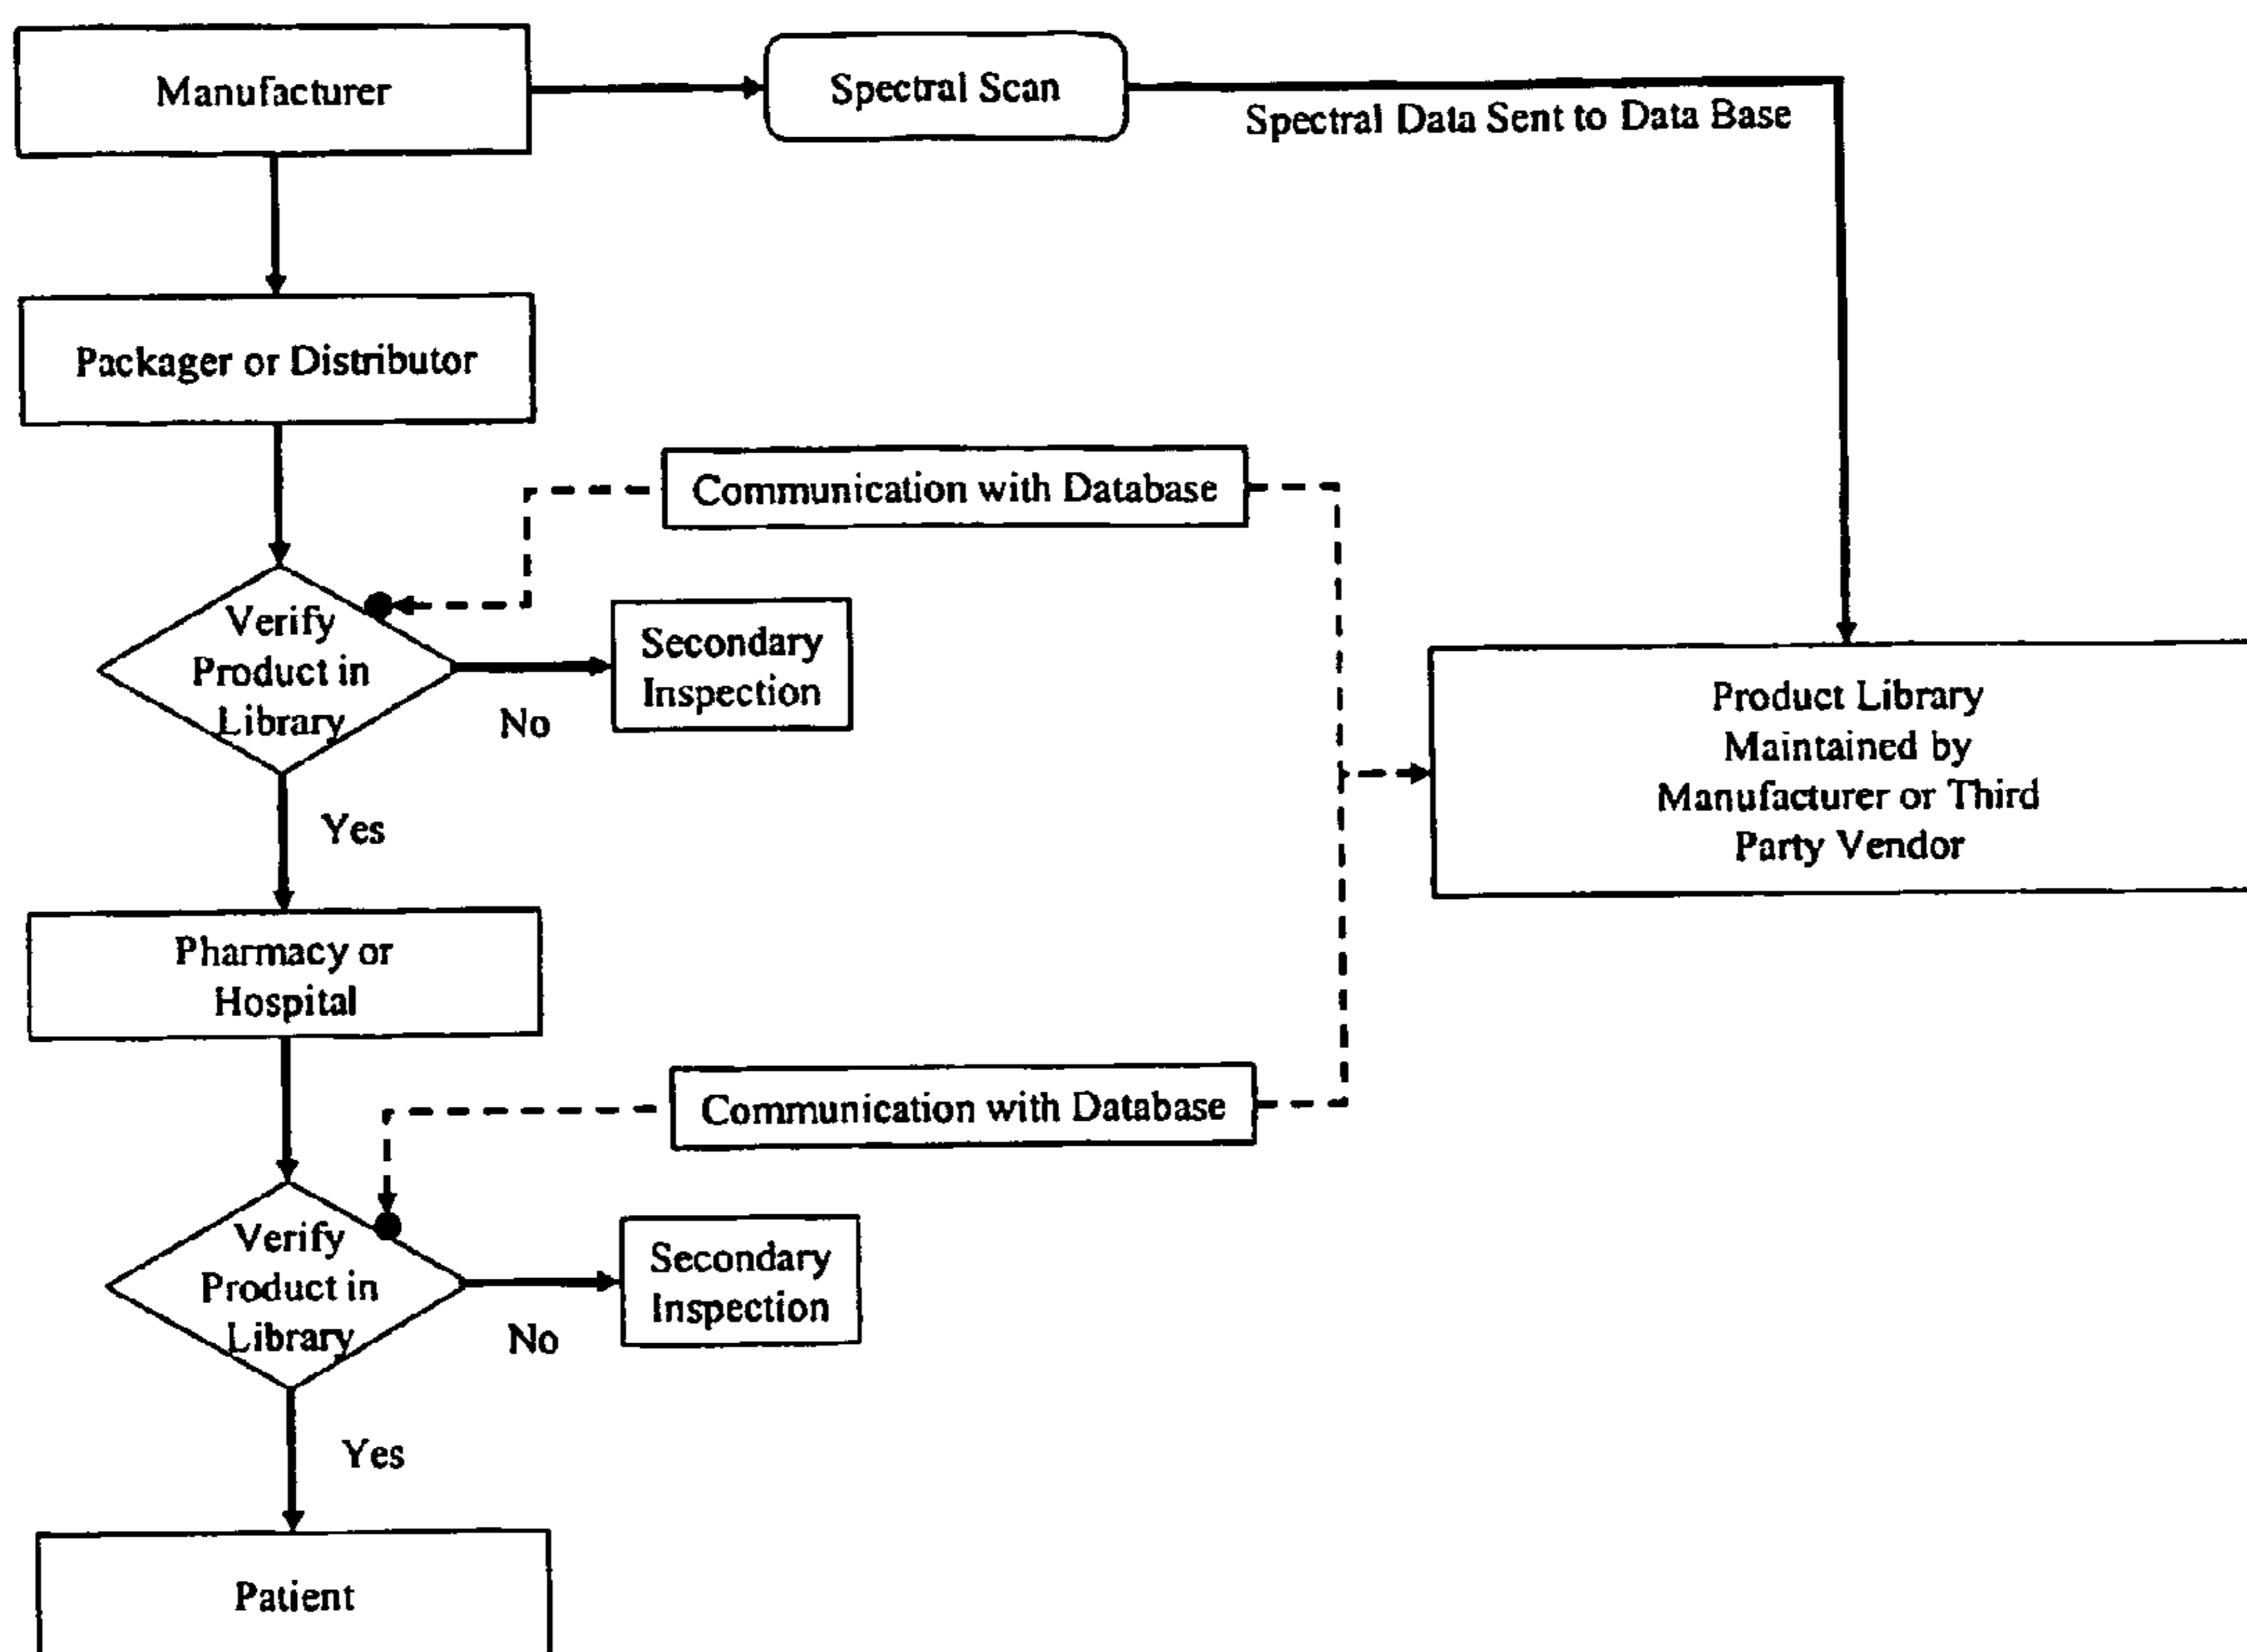 Manufacturer
Spectral Scan
Spectral Data Sent to Data Base
Packager or Distributor
Communication with Database
Verify
Product in
Library
Secondary
Inspection
No
Yes
Product Library
Maintained by
Manufacturer or Third
Party Vendor
Pharmacy or
Hospital
Communication with Database
Verify
Product in
Library
Secondary
Inspection
No
Yes
Patient